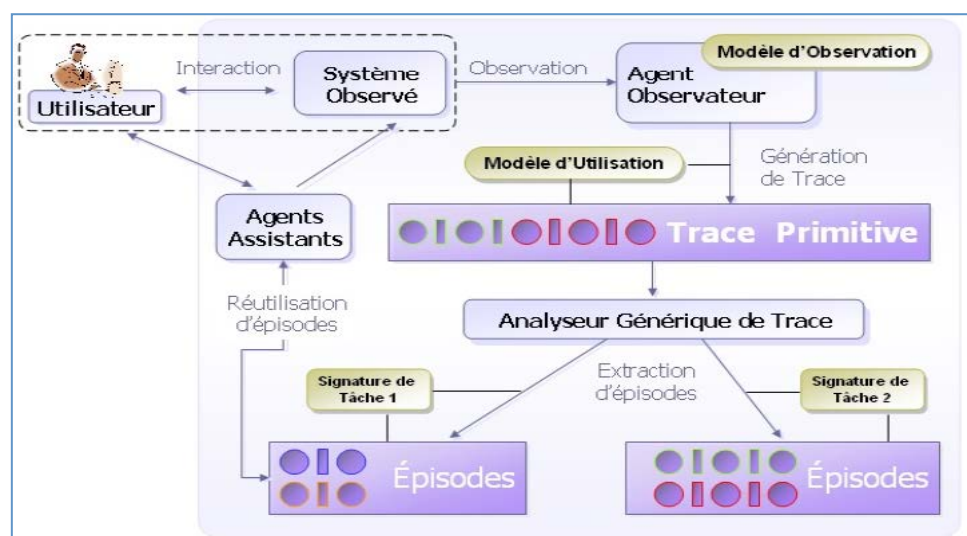 Utilisateur
Interaction
Système
Observé
Observation
Agent
Observateur
Modèle d'Observation
Modèle d'Utilisation
Génération
de Trace
Agents
Assistants
Trace Primitive
Réutilisation
d'épisodes
Analyseur Générique de Trace
Signature de
Tâche 1
Extraction
d'épisodes
Signature de
Tâche 2
Épisodes
Épisodes